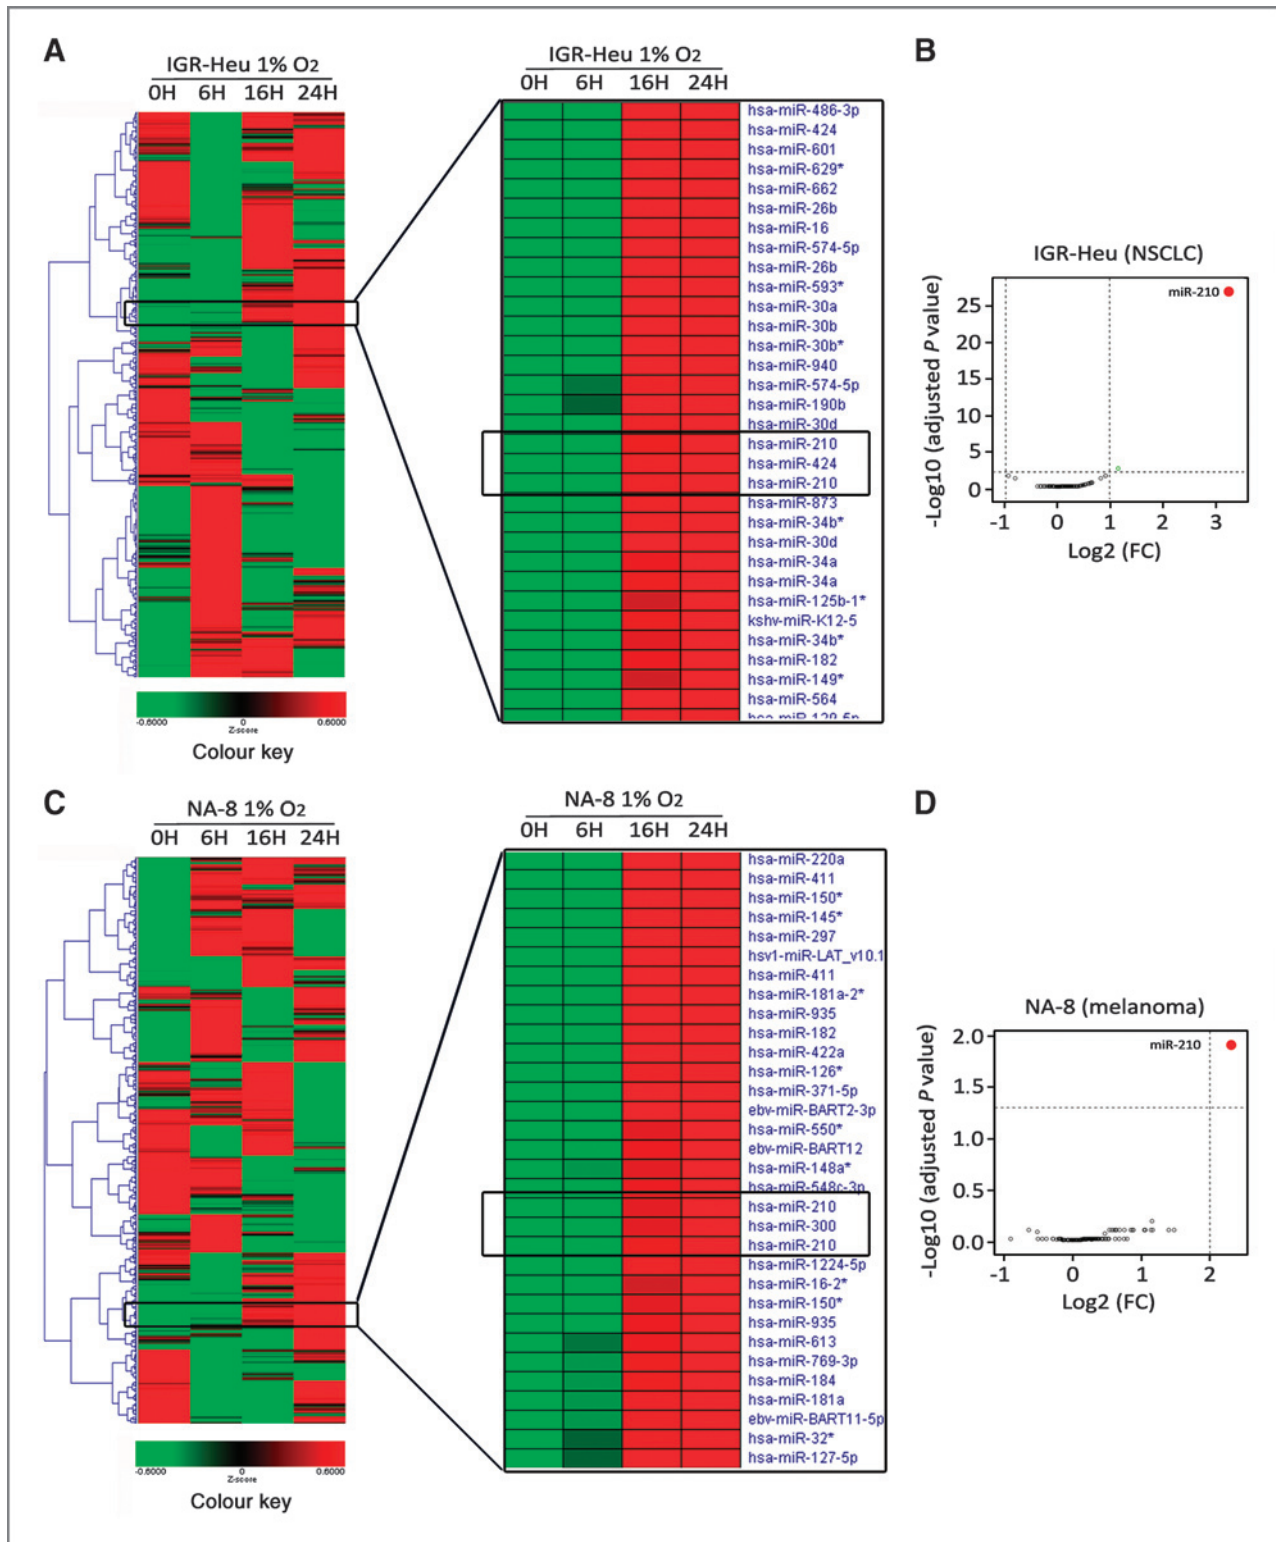 A
IGR-Heu 1% O2
0H 6H 16H 24H
-0.6000 0 0.6000
Z-score
Colour key
IGR-Heu 1% O2
0H 6H 16H 24H
hsa-miR-486-3p
hsa-miR-424
hsa-miR-601
hsa-miR-629*
hsa-miR-662
hsa-miR-26b
hsa-miR-16
hsa-miR-574-5p
hsa-miR-26b
hsa-miR-593*
hsa-miR-30a
hsa-miR-30b
hsa-miR-30b*
hsa-miR-940
hsa-miR-574-5p
hsa-miR-190b
hsa-miR-30d
hsa-miR-210
hsa-miR-424
hsa-miR-210
hsa-miR-873
hsa-miR-34b*
hsa-miR-30d
hsa-miR-34a
hsa-miR-34a
hsa-miR-125b-1*
kshv-miR-K12-5
hsa-miR-34b*
hsa-miR-182
hsa-miR-149*
hsa-miR-564
B
IGR-Heu (NSCLC)
miR-210
-Log10 (adjusted P value)
25
20
15
10
5
0
-1 0 1 2 3
Log2 (FC)
C
NA-8 1% O2
0H 6H 16H 24H
-0.6000 0 0.6000
Z-score
Colour key
NA-8 1% O2
0H 6H 16H 24H
hsa-miR-220a
hsa-miR-411
hsa-miR-150*
hsa-miR-145*
hsa-miR-297
hsv1-miR-LAT_v10.1
hsa-miR-411
hsa-miR-181a-2*
hsa-miR-935
hsa-miR-182
hsa-miR-422a
hsa-miR-126*
hsa-miR-371-5p
ebv-miR-BART2-3p
hsa-miR-550*
ebv-miR-BART12
hsa-miR-148a*
hsa-miR-548c-3p
hsa-miR-210
hsa-miR-300
hsa-miR-210
hsa-miR-1224-5p
hsa-miR-16-2*
hsa-miR-150*
hsa-miR-935
hsa-miR-613
hsa-miR-769-3p
hsa-miR-184
hsa-miR-181a
ebv-miR-BART11-5p
hsa-miR-32*
hsa-miR-127-5p
D
NA-8 (melanoma)
miR-210
-Log10 (adjusted P value)
2.0
1.5
1.0
0.5
0.0
-1 0 1 2
Log2 (FC)